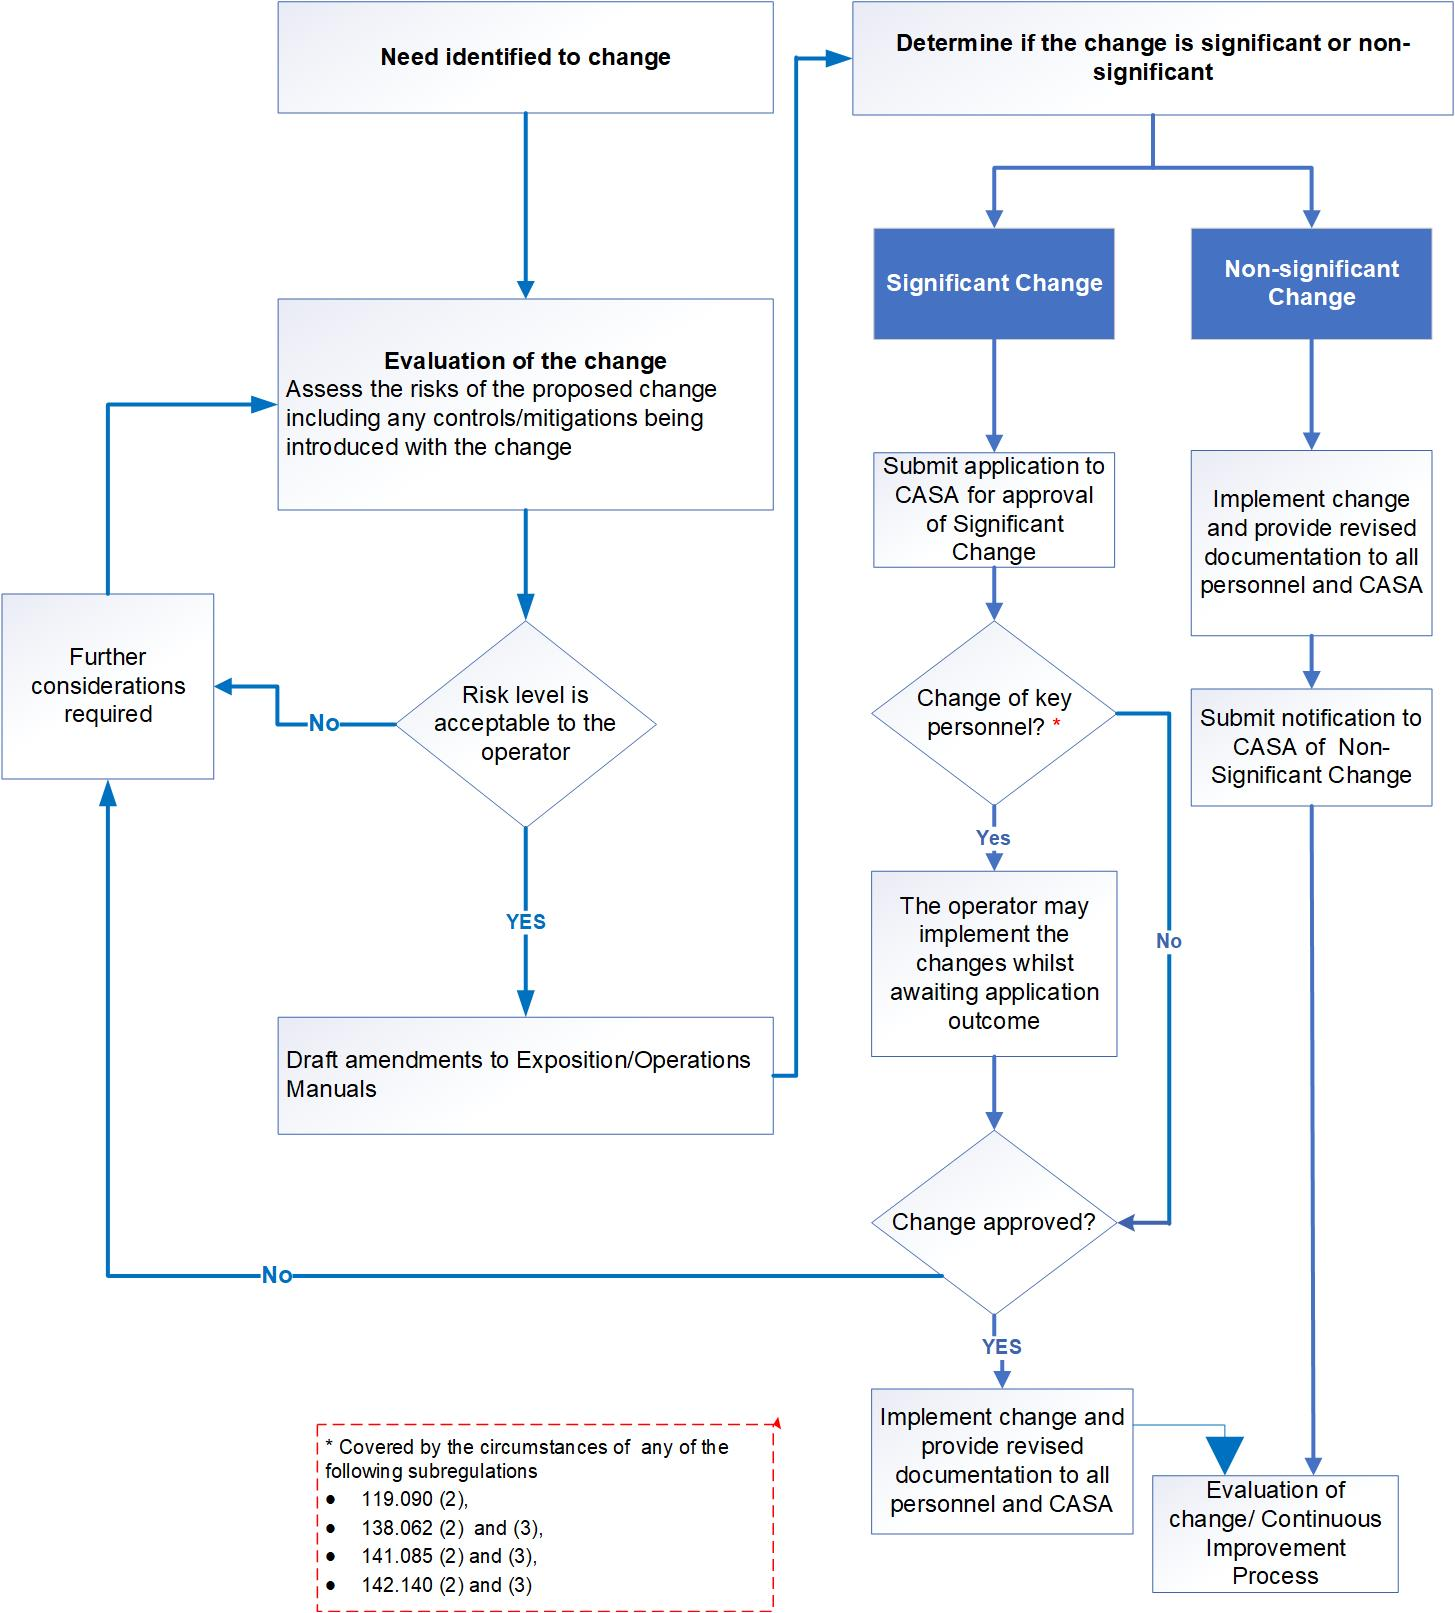 Need identified to change
Evaluation of the change
Assess the risks of the proposed change
including any controls/mitigations being
introduced with the change
Further
considerations
required
No
Risk level is
acceptable to the
operator
YES
Draft amendments to Exposition/Operations
Manuals
Determine if the change is significant or non-
significant
Significant Change
Non-significant
Change
Submit application to
CASA for approval
of Significant
Change
Implement change
and provide revised
documentation to all
personnel and CASA
Change of key
personnel? *
Submit notification to
CASA of Non-
Significant Change
Yes
The operator may
implement the
changes whilst
awaiting application
outcome
No
Change approved?
No
YES
Implement change and
provide revised
documentation to all
personnel and CASA
Evaluation of
change/ Continuous
Improvement
Process
* Covered by the circumstances of any of the
following subregulations
● 119.090 (2),
● 138.062 (2) and (3),
● 141.085 (2) and (3),
● 142.140 (2) and (3)